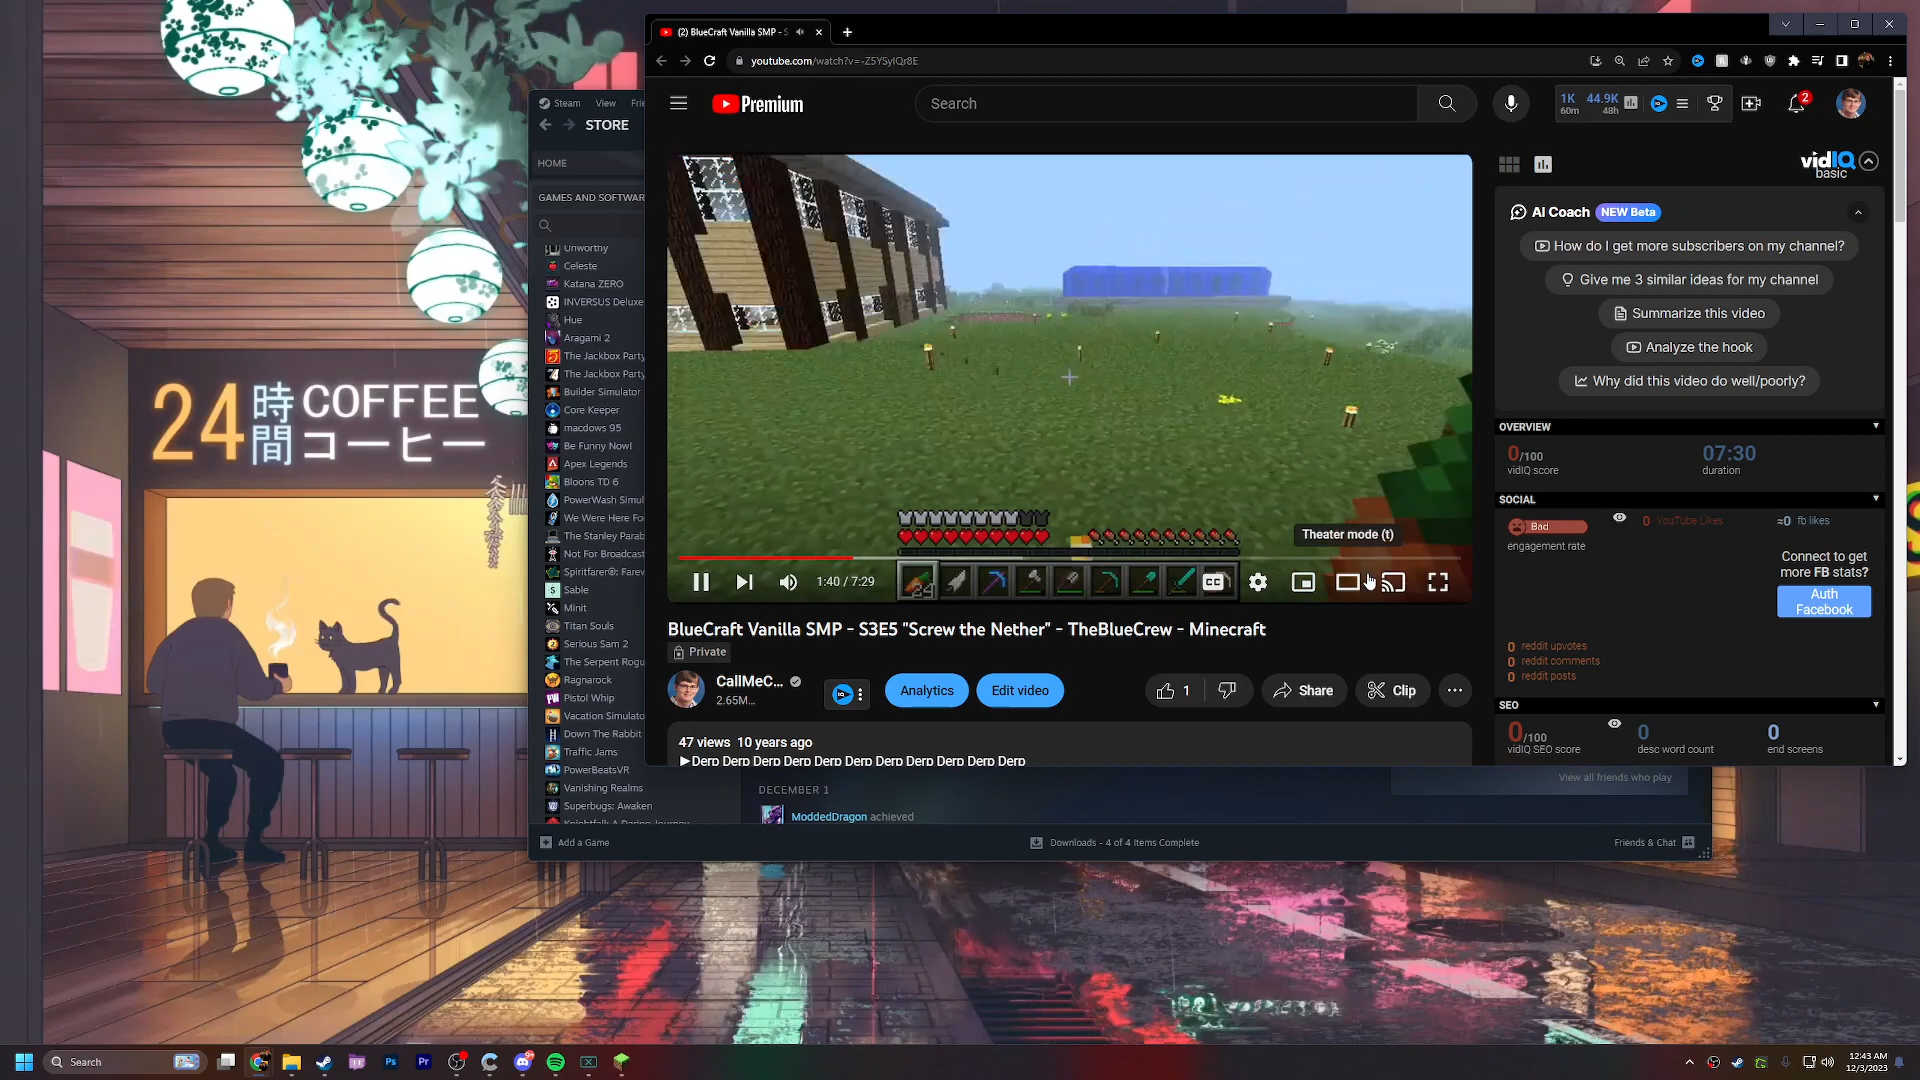 (2) BlueCraft Vanilla SMP - S
youtube.com/watch?v=-Z5YSylQr8E
Premium
Search
1K
60m
44.9K
48h
2
Steam
View
STORE
HOME
GAMES AND SOFTWAR
Unworthy
Celeste
Katana ZERO
INVERSUS Deluxe
Hue
Aragami 2
The Jackbox Party
The Jackbox Party
Builder Simulator
Core Keeper
macdows 95
Be Funny Now!
Apex Legends
Bloons TD 6
PowerWash Simul
We Were Here Fo
The Stanley Parab
Not For Broadcast
Spiritfarer®: Farew
Sable
Minit
Titan Souls
Serious Sam 2
The Serpent Rogu
Ragnarock
Pistol Whip
Vacation Simulato
Down The Rabbit
Traffic Jams
PowerBeatsVR
Vanishing Realms
Superbugs: Awaken
24 時間 COFFEE
コーヒー
Theater mode (t)
1:40 / 7:29
24
CC
BlueCraft Vanilla SMP - S3E5 "Screw the Nether" - TheBlueCrew - Minecraft
Private
CallMeC...
2.65M...
Analytics
Edit video
1
Share
Clip
47 views 10 years ago
▶Derp Derp Derp Derp Derp Derp Derp Derp Derp Derp Derp
vidIQ
basic
AI Coach
NEW Beta
How do I get more subscribers on my channel?
Give me 3 similar ideas for my channel
Summarize this video
Analyze the hook
Why did this video do well/poorly?
OVERVIEW
0/100
vidIQ score
07:30
duration
SOCIAL
Bad
engagement rate
0 YouTube Likes
≈0 fb likes
Connect to get
more FB stats?
Auth
Facebook
0 reddit upvotes
0 reddit comments
0 reddit posts
SEO
0/100
vidIQ SEO score
0
desc word count
0
end screens
View all friends who play
DECEMBER 1
ModdedDragon achieved
Add a Game
Downloads - 4 of 4 Items Complete
Friends & Chat
Search
Ps
Pr
12:43 AM
12/3/2023